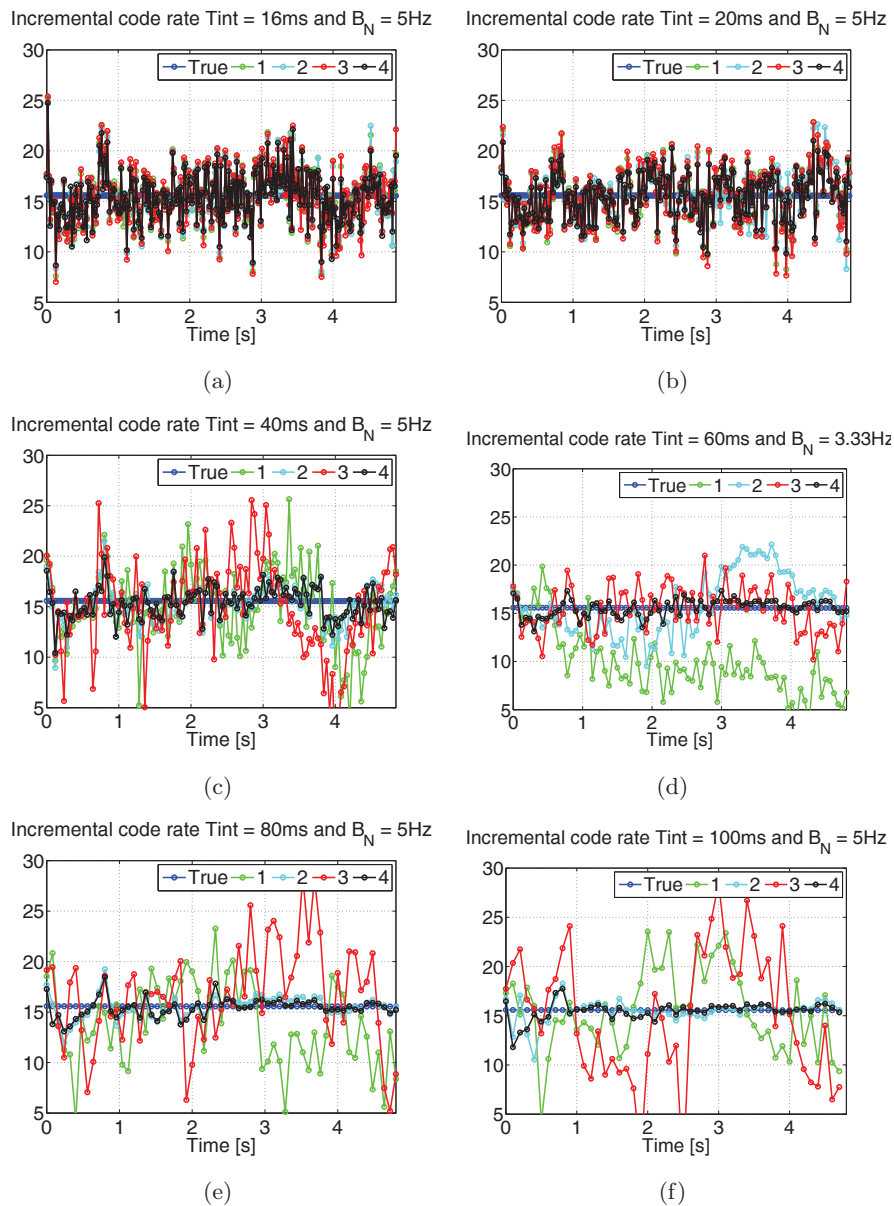 Incremental code rate Tint = 16ms and B_N = 5Hz
True 1 2 3 4
30
25
20
15
10
5
0 1 2 3 4
Time [s]
(a)
Incremental code rate Tint = 20ms and B_N = 5Hz
True 1 2 3 4
30
25
20
15
10
5
0 1 2 3 4
Time [s]
(b)
Incremental code rate Tint = 40ms and B_N = 5Hz
True 1 2 3 4
30
25
20
15
10
5
0 1 2 3 4
Time [s]
(c)
Incremental code rate Tint = 60ms and B_N = 3.33Hz
True 1 2 3 4
30
25
20
15
10
5
0 1 2 3 4
Time [s]
(d)
Incremental code rate Tint = 80ms and B_N = 5Hz
True 1 2 3 4
30
25
20
15
10
5
0 1 2 3 4
Time [s]
(e)
Incremental code rate Tint = 100ms and B_N = 5Hz
True 1 2 3 4
30
25
20
15
10
5
0 1 2 3 4
Time [s]
(f)